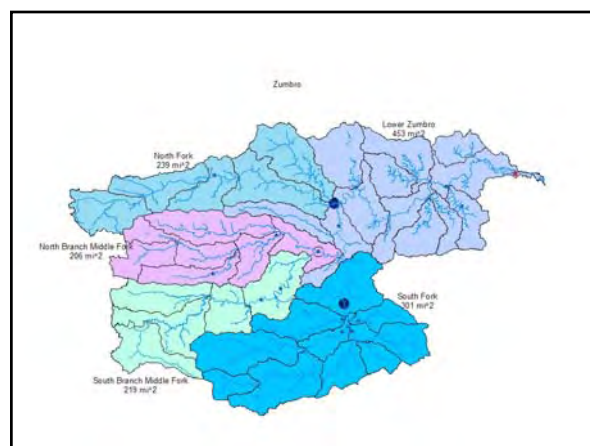 Zumbro
Lower Zumbro
453 mi^2
North Fork
239 mi^2
North Branch Middle Fork
206 mi^2
South Fork
301 mi^2
South Branch Middle Fork
219 mi^2